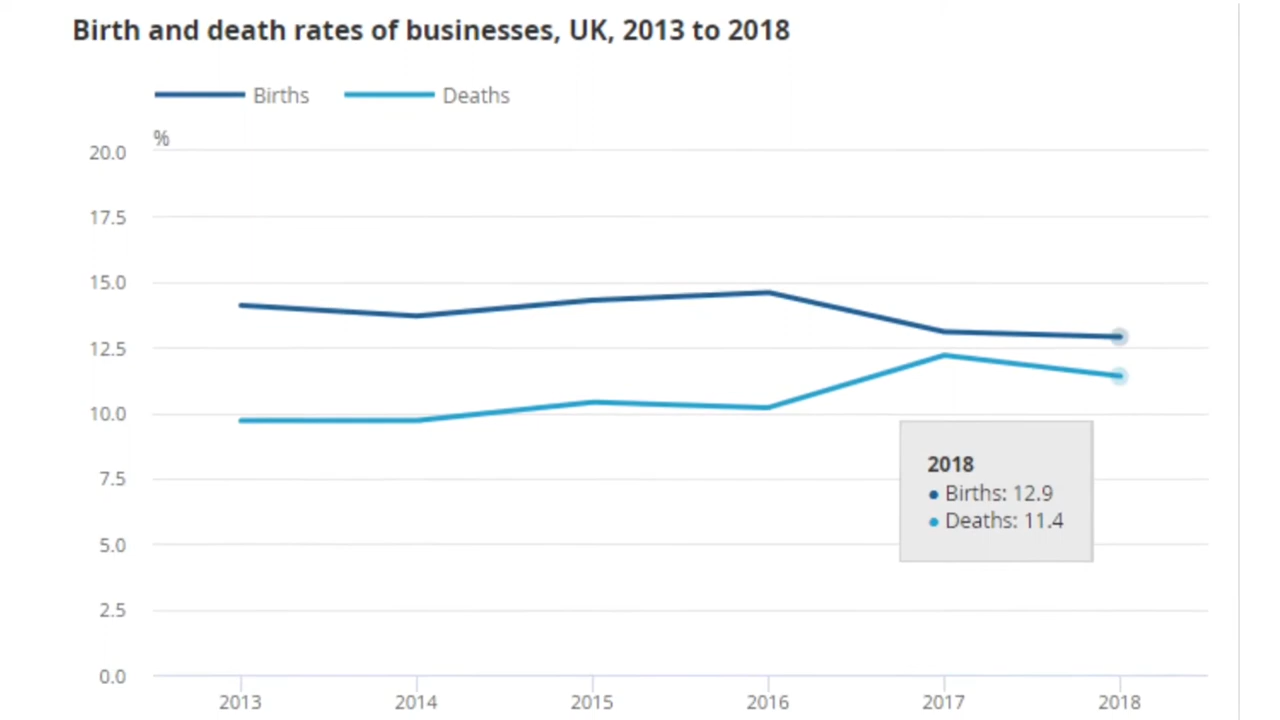 Birth and death rates of businesses, UK, 2013 to 2018
Births Deaths
%
20.0
17.5
15.0
12.5
10.0
7.5
5.0
2.5
0.0
2018
Births: 12.9
Deaths: 11.4
2013 2014 2015 2016 2017 2018